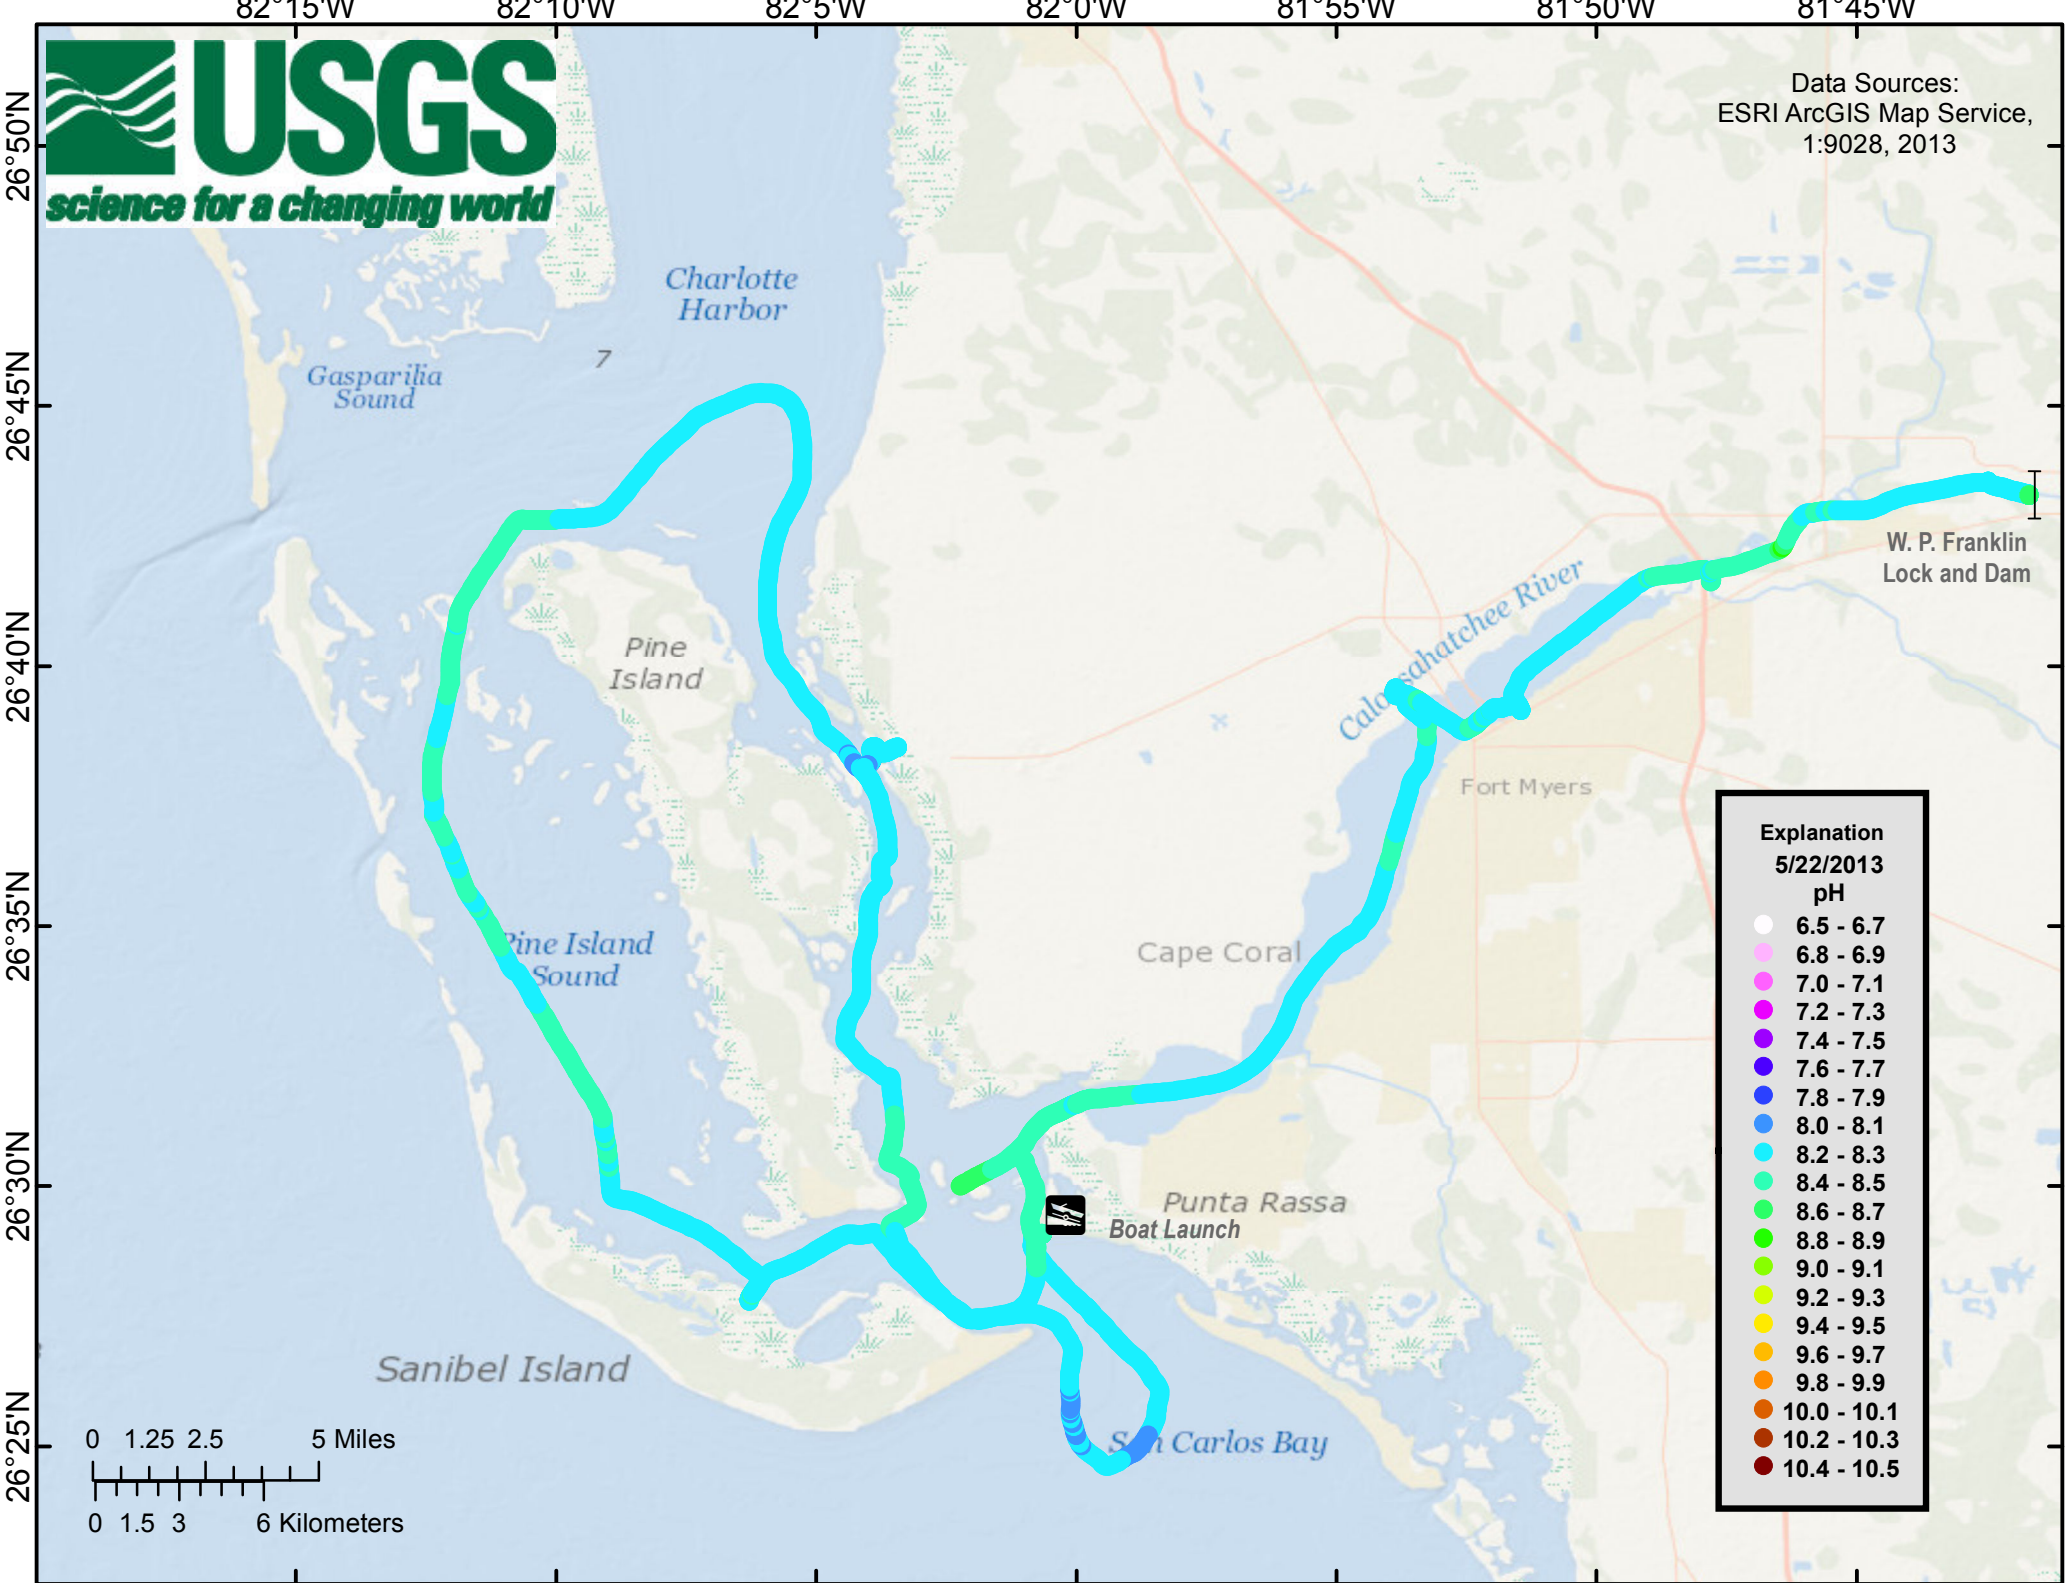 82°15'W 82°10'W 82°5'W 82°0'W 81°55'W 81°50'W 81°45'W
USGS
science for a changing world
Data Sources:
ESRI ArcGIS Map Service,
1:9028, 2013
26°50'N
26°45'N
26°40'N
26°35'N
26°30'N
26°25'N
Charlotte
Harbor
7
Gasparilia
Sound
W. P. Franklin
Lock and Dam
Caloosahatchee River
Pine
Island
Fort Myers
Pine Island
Sound
Cape Coral
Punta Rassa
Boat Launch
Sanibel Island
San Carlos Bay
0 1.25 2.5 5 Miles
0 1.5 3 6 Kilometers
Explanation
5/22/2013
pH
6.5 - 6.7
6.8 - 6.9
7.0 - 7.1
7.2 - 7.3
7.4 - 7.5
7.6 - 7.7
7.8 - 7.9
8.0 - 8.1
8.2 - 8.3
8.4 - 8.5
8.6 - 8.7
8.8 - 8.9
9.0 - 9.1
9.2 - 9.3
9.4 - 9.5
9.6 - 9.7
9.8 - 9.9
10.0 - 10.1
10.2 - 10.3
10.4 - 10.5